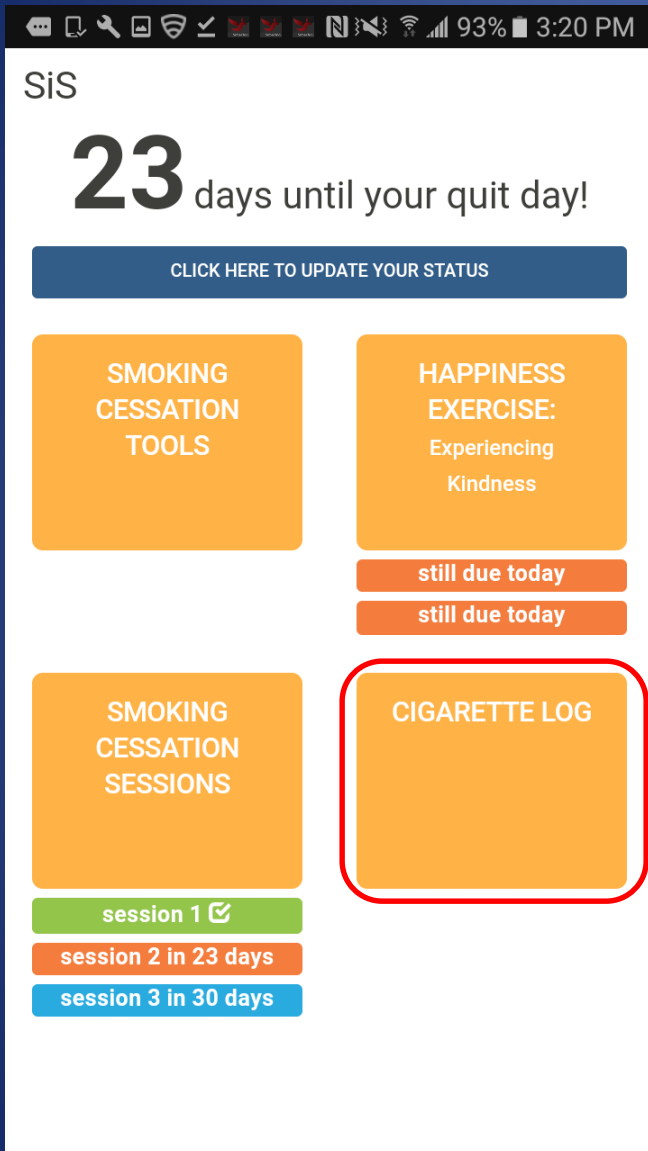 93% 3:20 PM
SiS
23 days until your quit day!
CLICK HERE TO UPDATE YOUR STATUS
SMOKING
CESSATION
TOOLS
HAPPINESS
EXERCISE:
Experiencing
Kindness
still due today
still due today
SMOKING
CESSATION
SESSIONS
session 1
session 2 in 23 days
session 3 in 30 days
CIGARETTE LOG